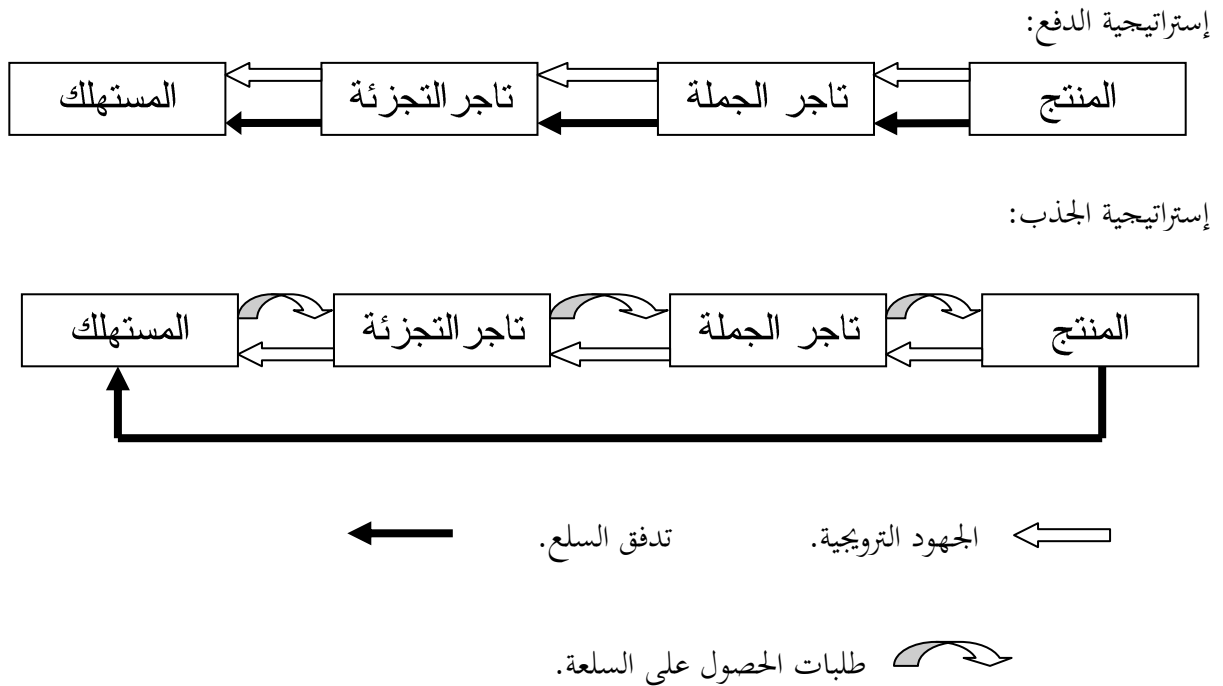 إستراتيجية الدفع:
المنتج تاجر الجملة تاجر التجزئة المستهلك
إستراتيجية الجذب:
المنتج تاجر الجملة تاجر التجزئة المستهلك
الجهود الترويجية. تدفق السلع.
طلبات الحصول على السلعة.